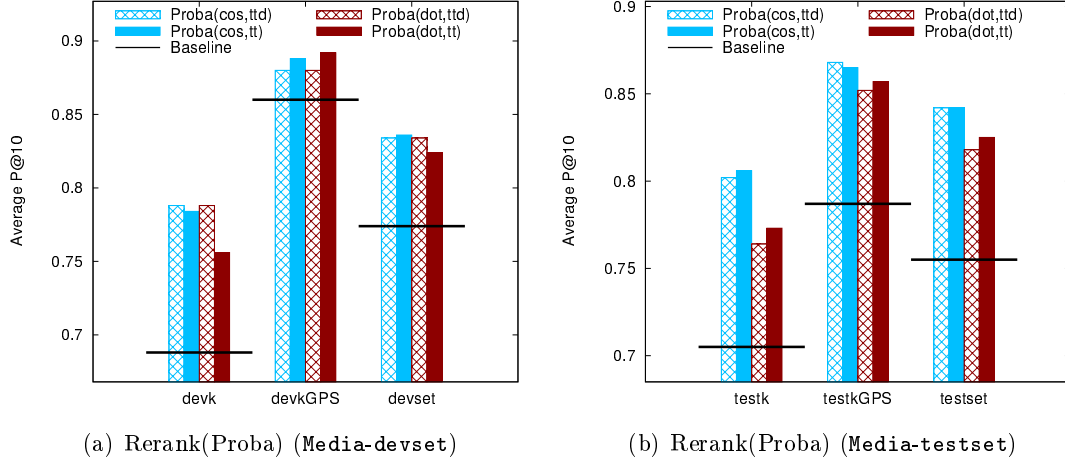 Proba(cos,ttd) Proba(dot,ttd)
Proba(cos,tt) Proba(dot,tt)
Baseline
0.9
0.85
0.8
0.75
0.7
Average P@10
devk devkGPS devset
(a) Rerank(Proba) (Media-devset)
Proba(cos,ttd) Proba(dot,ttd)
Proba(cos,tt) Proba(dot,tt)
Baseline
0.9
0.85
0.8
0.75
0.7
Average P@10
testk testkGPS testset
(b) Rerank(Proba) (Media-testset)